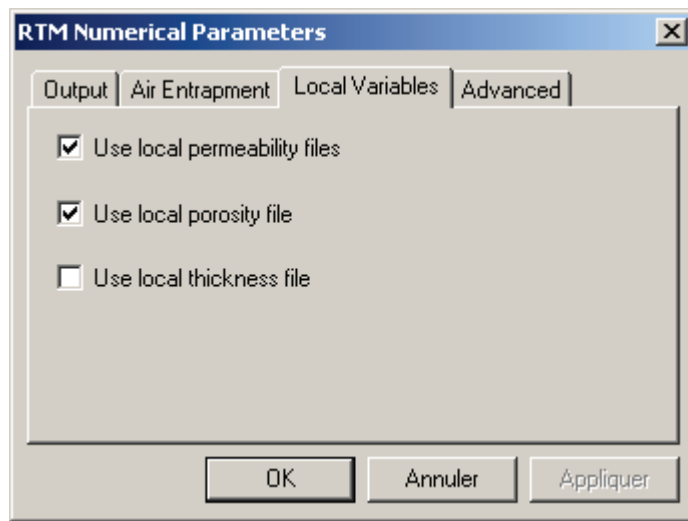 RTM Numerical Parameters
Output Air Entrapment Local Variables Advanced
Use local permeability files
Use local porosity file
Use local thickness file
OK Annuler Appliquer